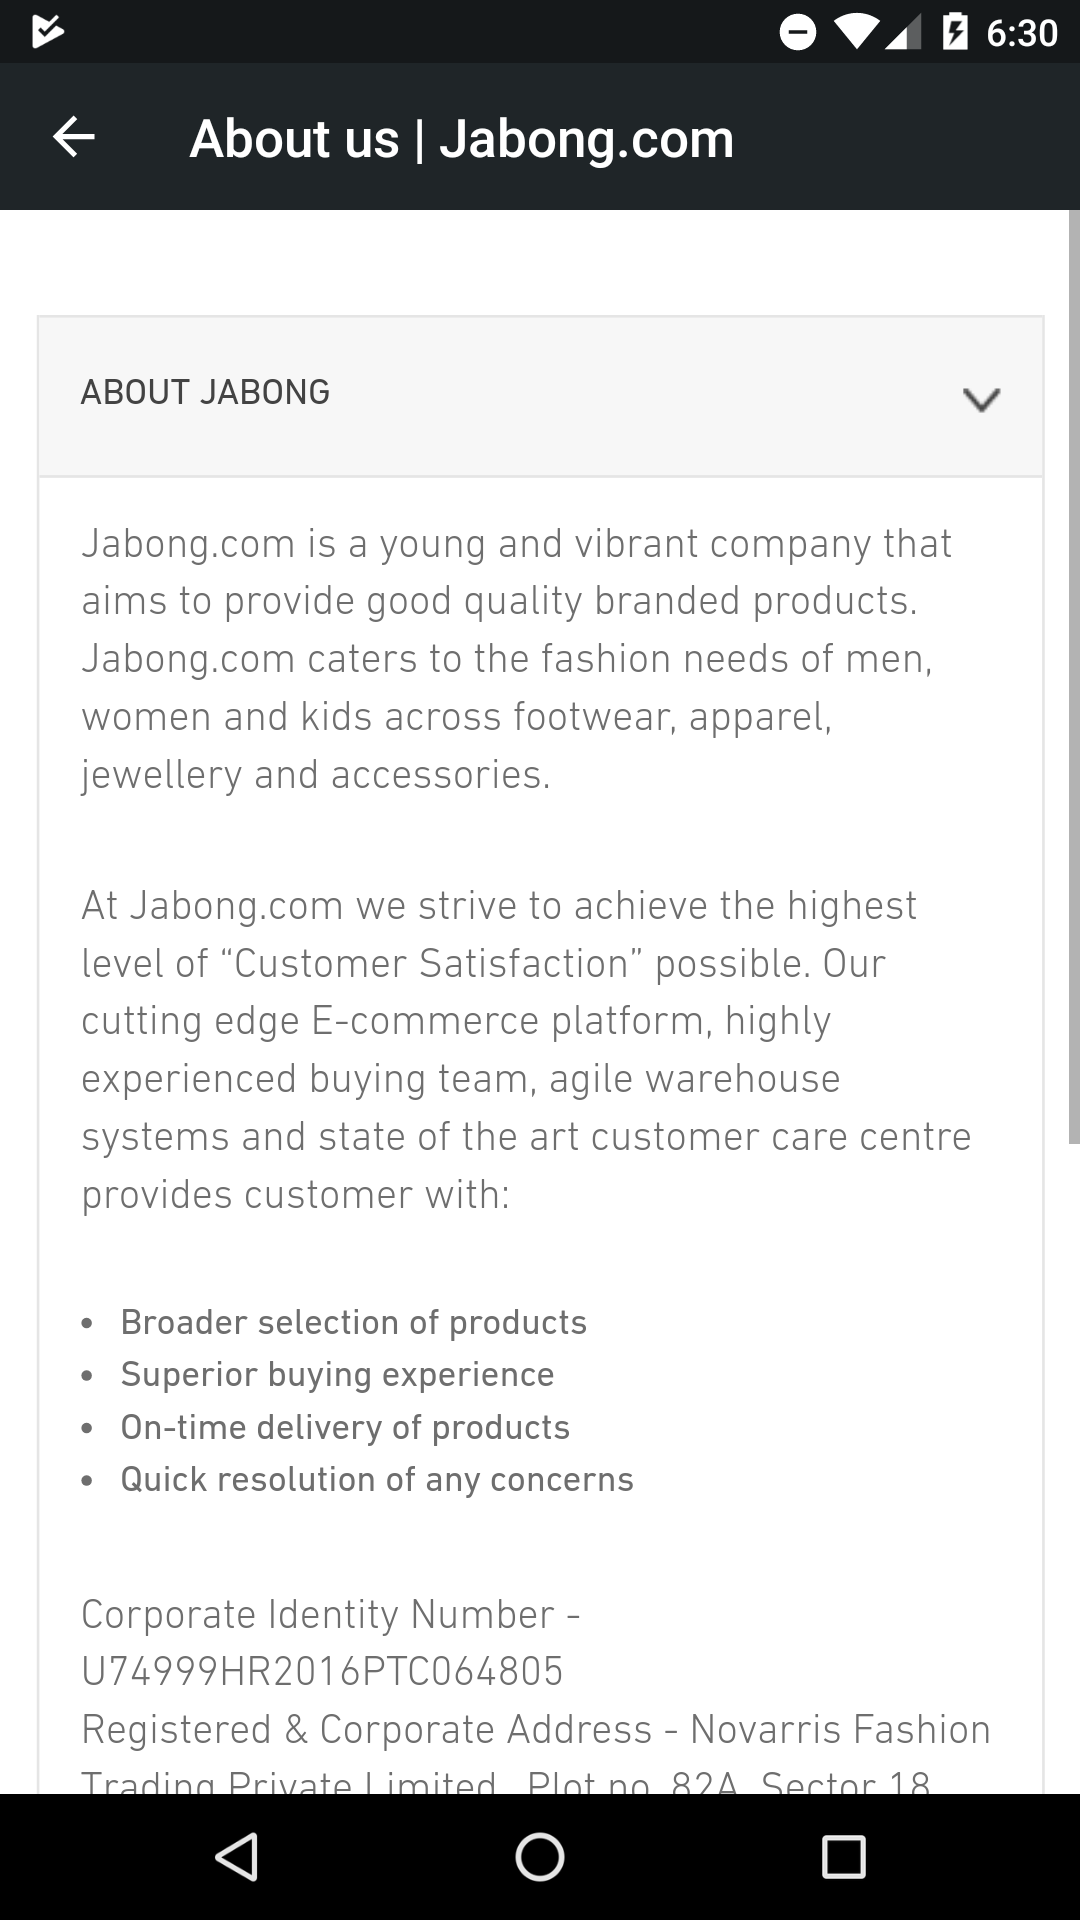 6:30
About us | Jabong.com
ABOUT JABONG
Jabong.com is a young and vibrant company that
aims to provide good quality branded products.
Jabong.com caters to the fashion needs of men,
women and kids across footwear, apparel,
jewellery and accessories.
At Jabong.com we strive to achieve the highest
level of “Customer Satisfaction” possible. Our
cutting edge E-commerce platform, highly
experienced buying team, agile warehouse
systems and state of the art customer care centre
provides customer with:
• Broader selection of products
• Superior buying experience
• On-time delivery of products
• Quick resolution of any concerns
Corporate Identity Number -
U74999HR2016PTC064805
Registered & Corporate Address - Novarris Fashion
Trading Private Limited, Plot no. 82A, Sector 18,